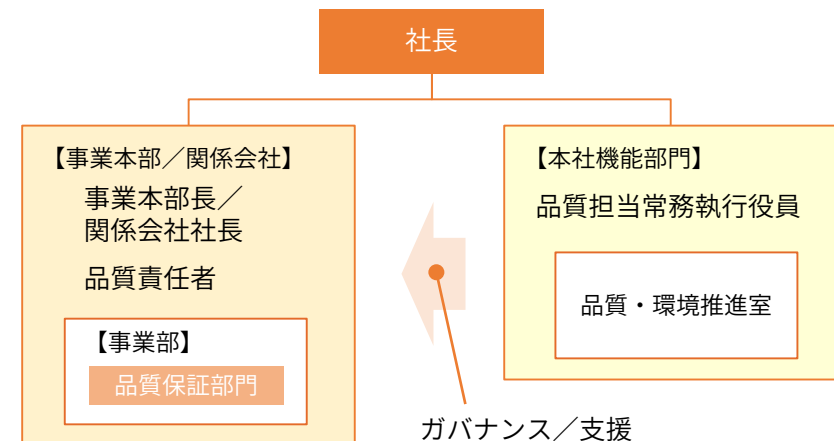 社長
【事業本部／関係会社】
事業本部長／
関係会社社長
品質責任者
【事業部】
品質保証部門
【本社機能部門】
品質担当常務執行役員
品質・環境推進室
ガバナンス／支援